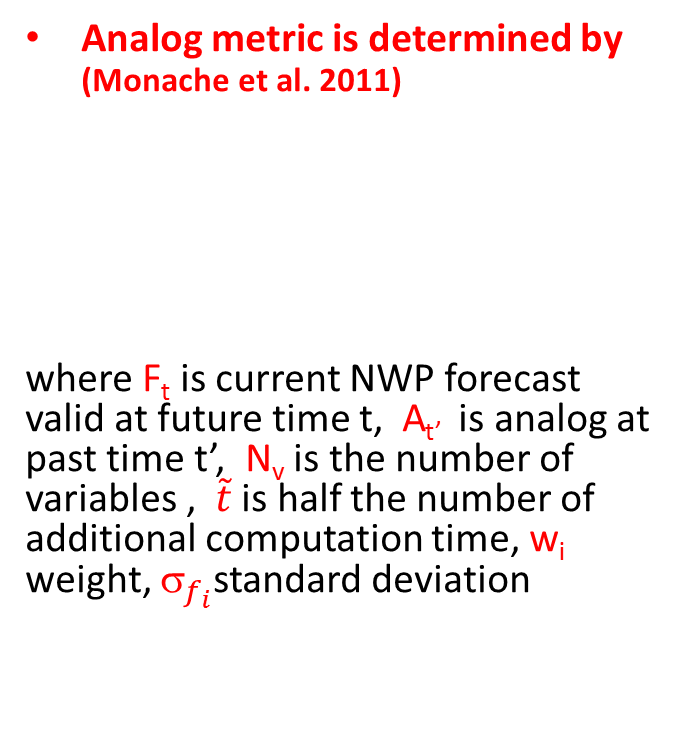 • Analog metric is determined by
(Monache et al. 2011)
where Fₜ is current NWP forecast
valid at future time t, Aₜ’ is analog at
past time t’, Nᵥ is the number of
variables , t̃ is half the number of
additional computation time, wᵢ
weight, σ𝑓ᵢ standard deviation